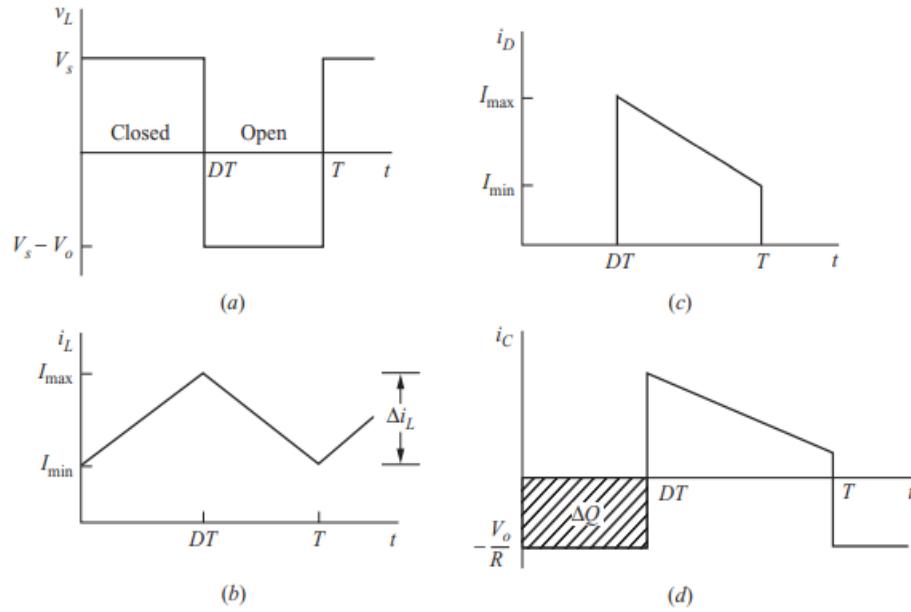 v_L
V_s
Closed
Open
DT
T
t
V_s − V_o
(a)
i_L
I_max
Δi_L
I_min
DT
T
t
(b)
i_D
I_max
I_min
DT
T
t
(c)
i_C
DT
T
t
ΔQ
−V_o/R
(d)